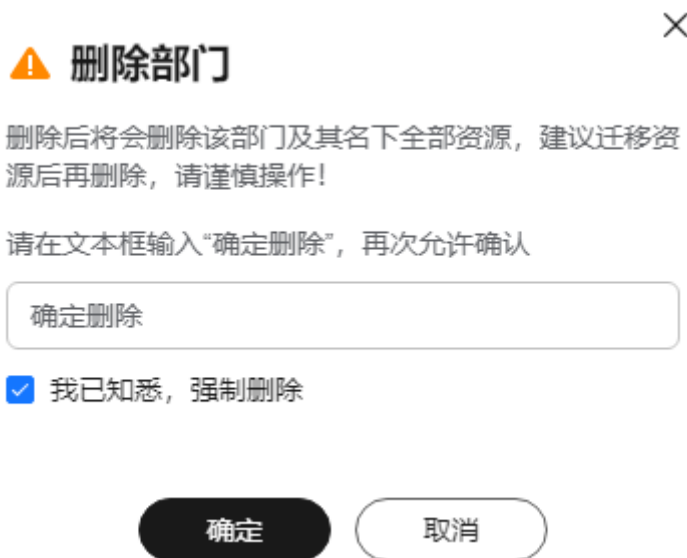 删除部门
删除后将会删除该部门及其名下全部资源，建议迁移资
源后再删除，请谨慎操作！
请在文本框输入“确定删除”，再次允许确认
确定删除
我已知悉，强制删除
确定
取消